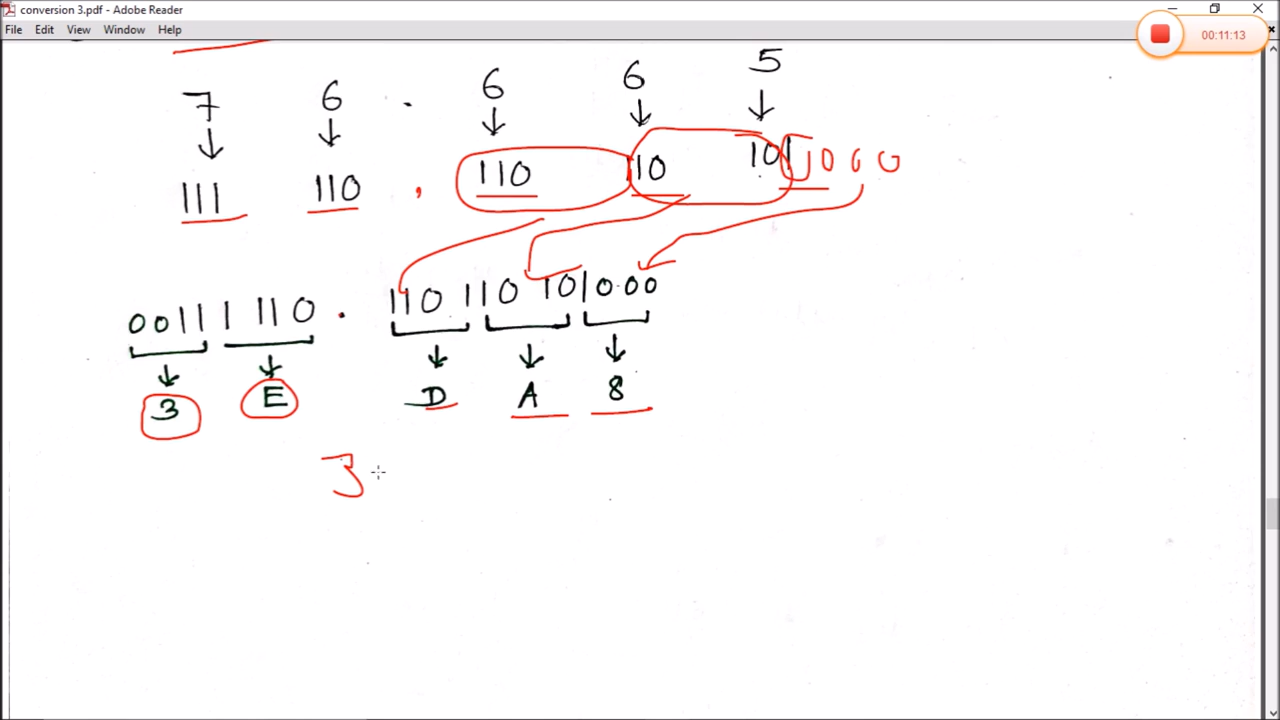 conversion 3.pdf - Adobe Reader
File Edit View Window Help
00:11:13
7 6 . 6 6 5
111 110 . 110 110 101 000
0011 1110 . 1101 1010 1000
3 E D A 8
3